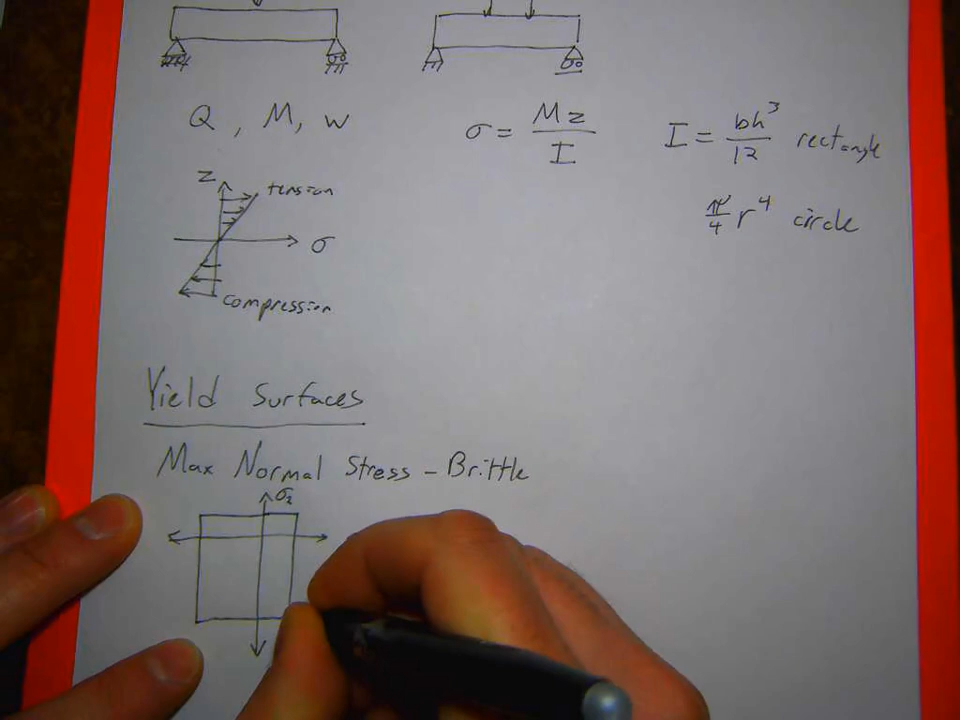 Q, M, w
σ = Mz/I
I = bh³/12 rectangle
π/4 r⁴ circle
z
tension
σ
compression
Yield Surfaces
Max Normal Stress - Brittle
σ₂